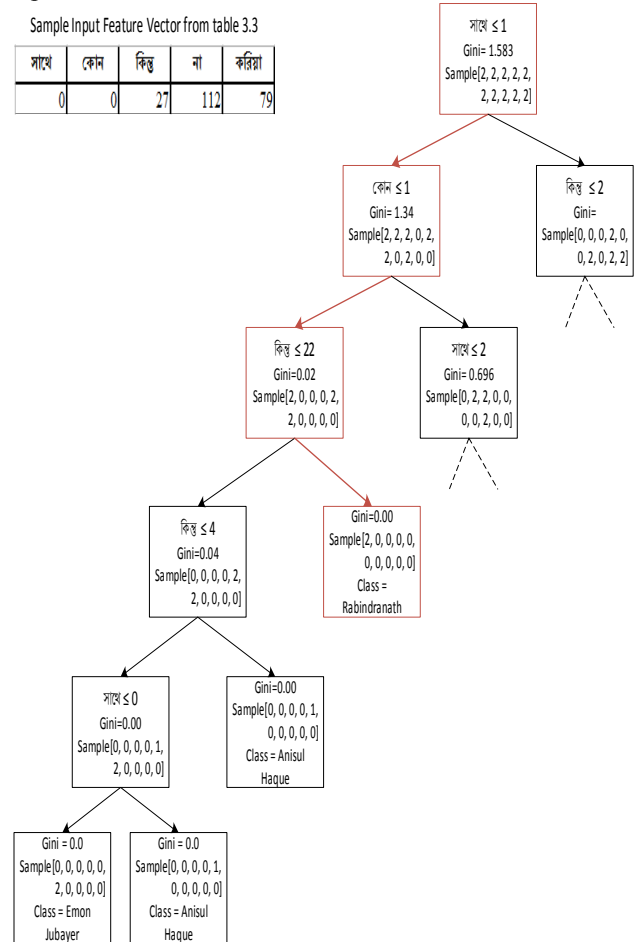 Sample Input Feature Vector from table 3.3
সাথে কোন কিন্তু না করিয়া
0 0 27 112 79
সাথে ≤ 1
Gini= 1.583
Sample[2, 2, 2, 2, 2,
2, 2, 2, 2, 2]
কোন ≤ 1
Gini= 1.34
Sample[2, 2, 2, 0, 2,
2, 0, 2, 0, 0]
কিন্তু ≤ 2
Gini=
Sample[0, 0, 0, 2, 0,
0, 2, 0, 2, 2]
কিন্তু ≤ 22
Gini=0.02
Sample[2, 0, 0, 0, 2,
2, 0, 0, 0, 0]
সাথে ≤ 2
Gini= 0.696
Sample[0, 2, 2, 0, 0,
0, 0, 2, 0, 0]
কিন্তু ≤ 4
Gini=0.04
Sample[0, 0, 0, 0, 2,
2, 0, 0, 0, 0]
Gini=0.00
Sample[2, 0, 0, 0, 0,
0, 0, 0, 0, 0]
Class =
Rabindranath
সাথে ≤ 0
Gini=0.00
Sample[0, 0, 0, 0, 1,
2, 0, 0, 0, 0]
Gini=0.00
Sample[0, 0, 0, 0, 1,
0, 0, 0, 0, 0]
Class = Anisul
Haque
Gini = 0.0
Sample[0, 0, 0, 0, 0,
2, 0, 0, 0, 0]
Class = Emon
Jubayer
Gini = 0.0
Sample[0, 0, 0, 0, 1,
0, 0, 0, 0, 0]
Class = Anisul
Haque